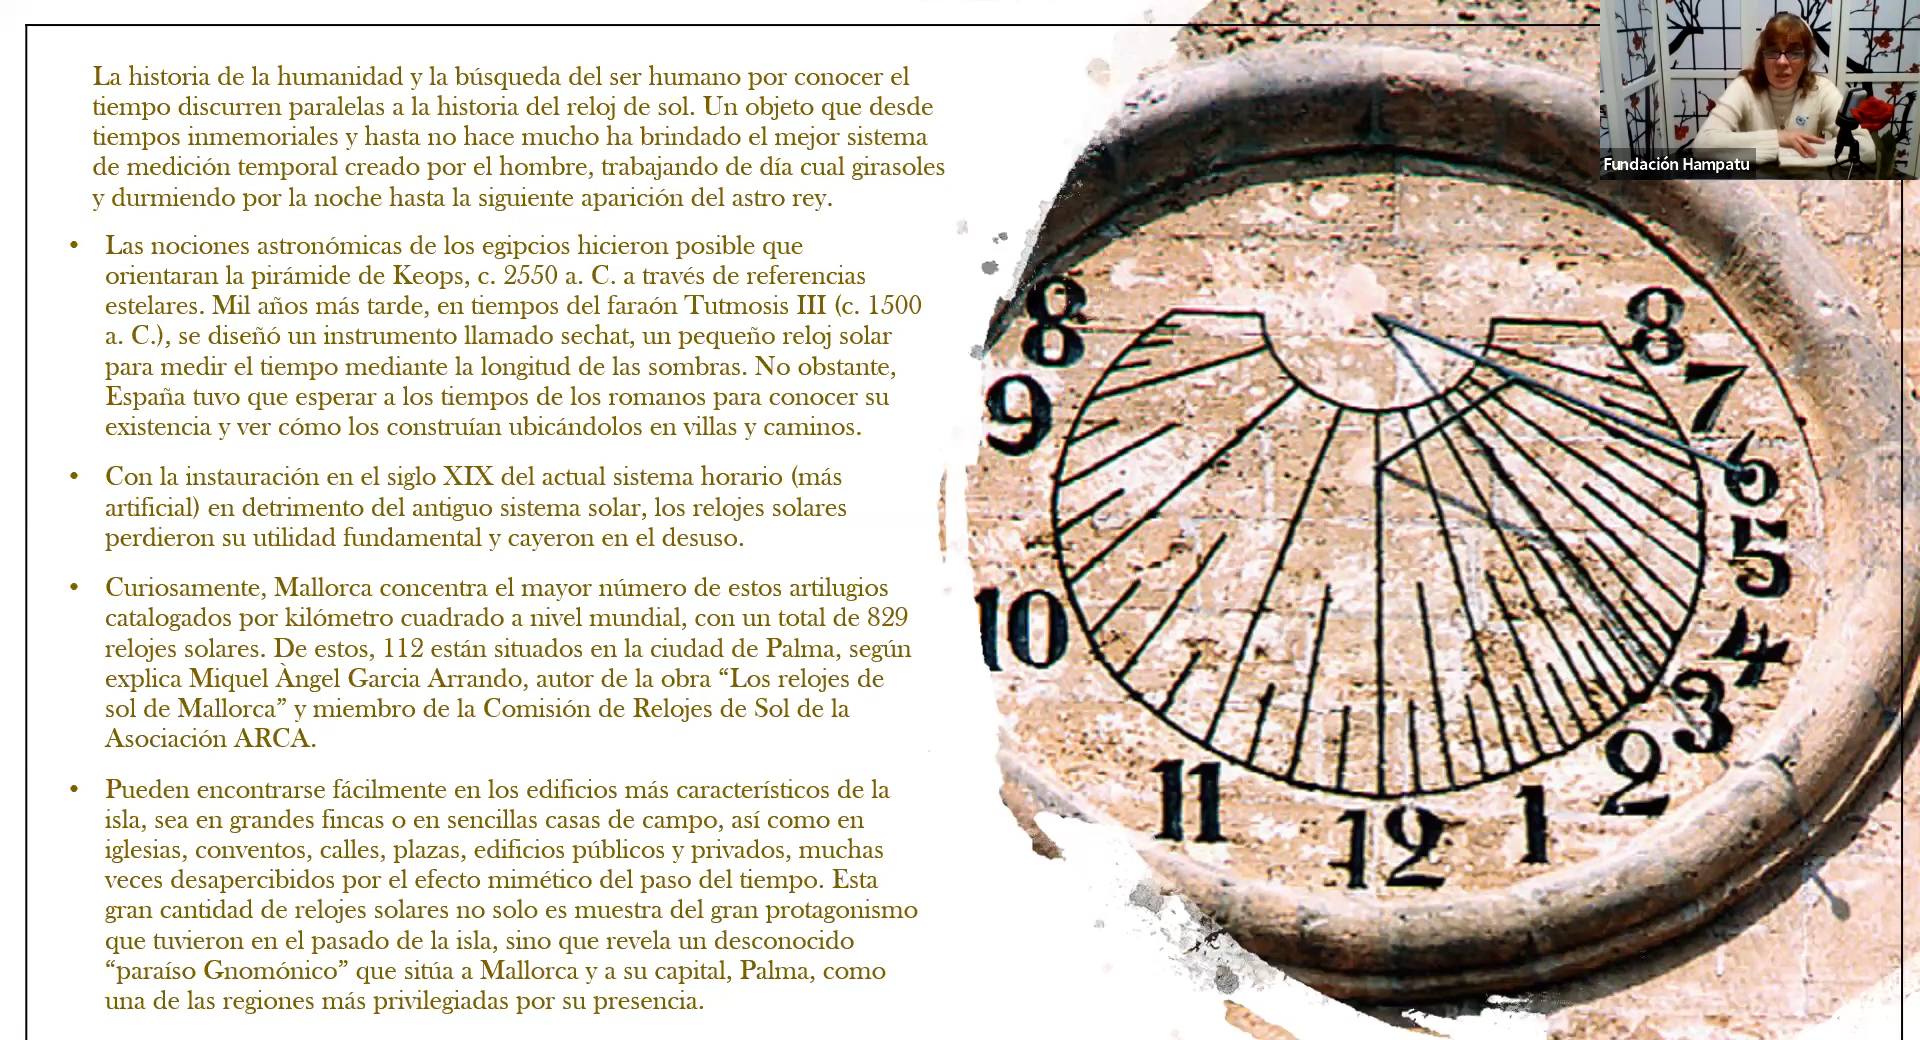 La historia de la humanidad y la búsqueda del ser humano por conocer el
tiempo discurren paralelas a la historia del reloj de sol. Un objeto que desde
tiempos inmemoriales y hasta no hace mucho ha brindado el mejor sistema
de medición temporal creado por el hombre, trabajando de día cual girasoles
y durmiendo por la noche hasta la siguiente aparición del astro rey.
• Las nociones astronómicas de los egipcios hicieron posible que
orientaran la pirámide de Keops, c. 2550 a. C. a través de referencias
estelares. Mil años más tarde, en tiempos del faraón Tutmosis III (c. 1500
a. C.), se diseñó un instrumento llamado sechat, un pequeño reloj solar
para medir el tiempo mediante la longitud de las sombras. No obstante,
España tuvo que esperar a los tiempos de los romanos para conocer su
existencia y ver cómo los construían ubicándolos en villas y caminos.
• Con la instauración en el siglo XIX del actual sistema horario (más
artificial) en detrimento del antiguo sistema solar, los relojes solares
perdieron su utilidad fundamental y cayeron en el desuso.
• Curiosamente, Mallorca concentra el mayor número de estos artilugios
catalogados por kilómetro cuadrado a nivel mundial, con un total de 829
relojes solares. De estos, 112 están situados en la ciudad de Palma, según
explica Miquel Àngel Garcia Arrando, autor de la obra “Los relojes de
sol de Mallorca” y miembro de la Comisión de Relojes de Sol de la
Asociación ARCA.
• Pueden encontrarse fácilmente en los edificios más característicos de la
isla, sea en grandes fincas o en sencillas casas de campo, así como en
iglesias, conventos, calles, plazas, edificios públicos y privados, muchas
veces desapercibidos por el efecto mimético del paso del tiempo. Esta
gran cantidad de relojes solares no solo es muestra del gran protagonismo
que tuvieron en el pasado de la isla, sino que revela un desconocido
“paraíso Gnomónico” que sitúa a Mallorca y a su capital, Palma, como
una de las regiones más privilegiadas por su presencia.
Fundación Hampatu
8
9
10
11
12
1
2
3
4
5
6
7
8